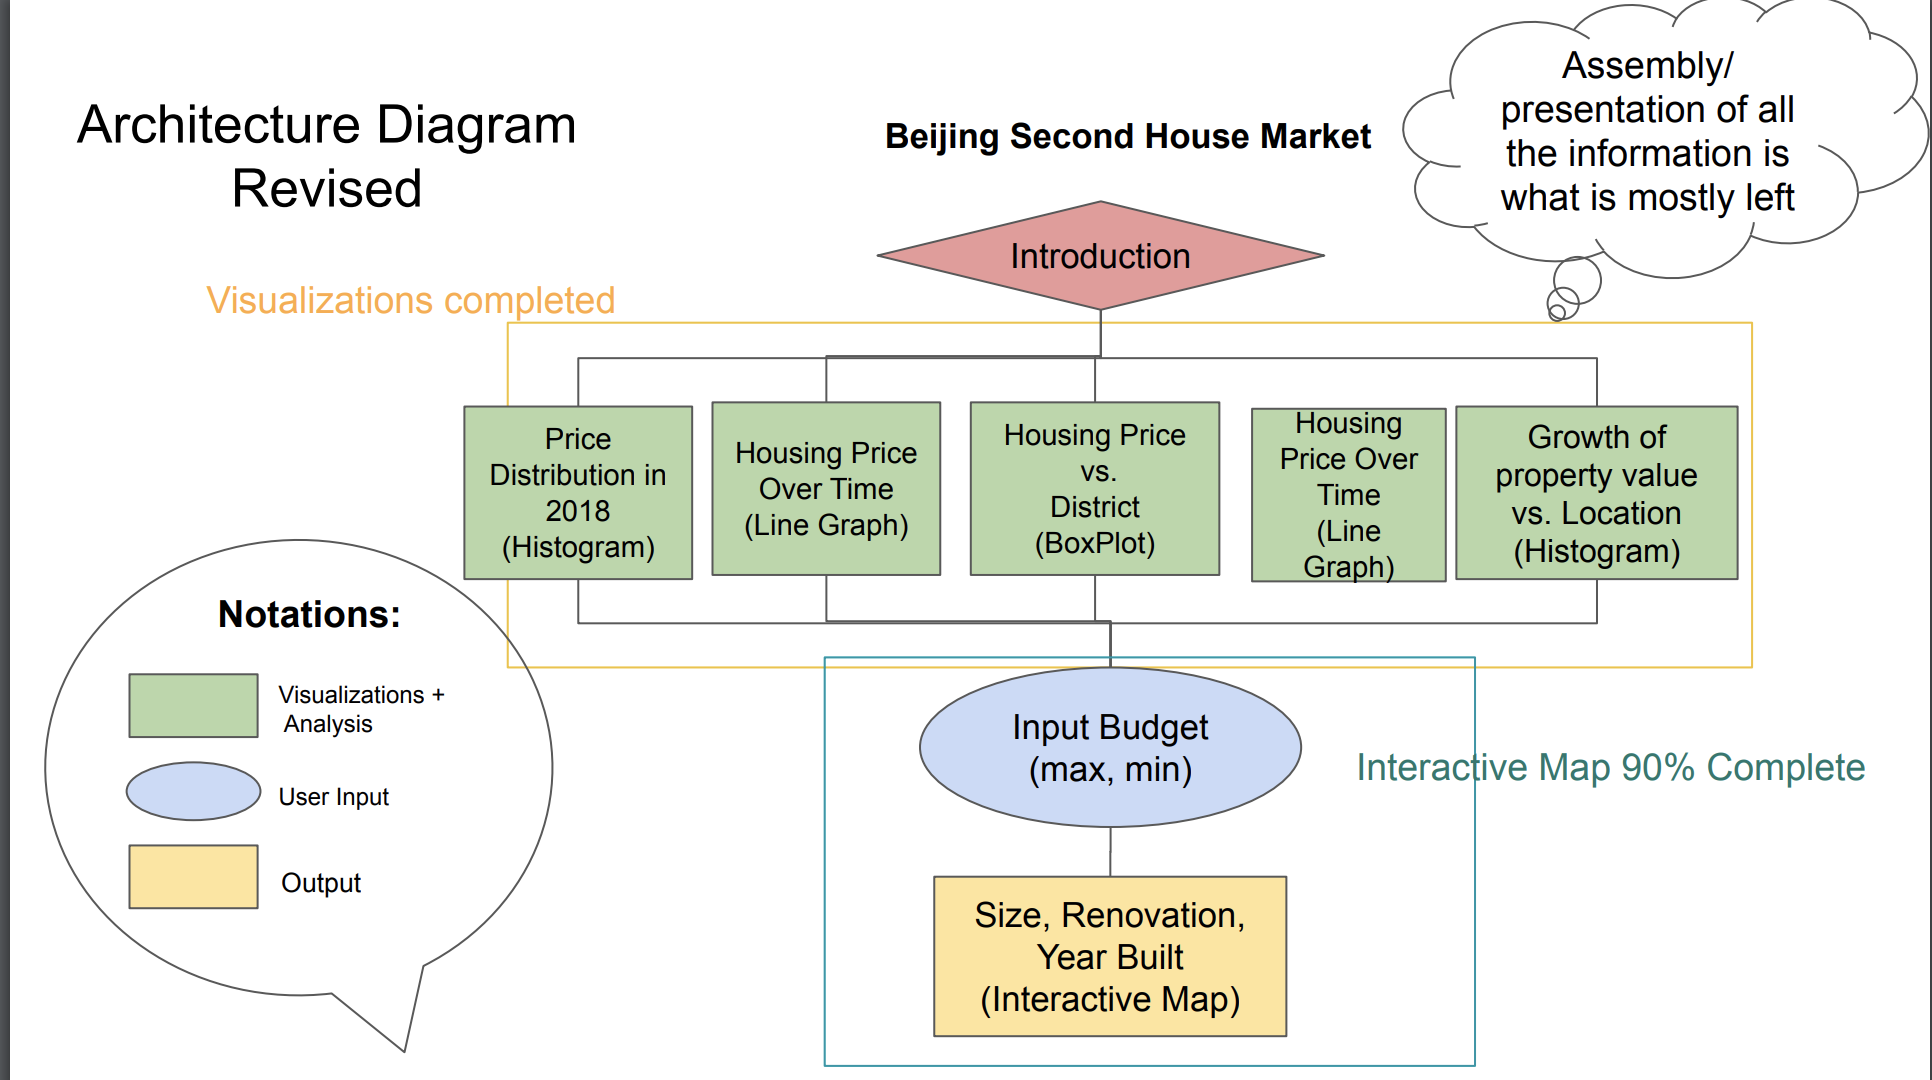 Architecture Diagram
Revised
Beijing Second House Market
Assembly/
presentation of all
the information is
what is mostly left
Introduction
Visualizations completed
Price
Distribution in
2018
(Histogram)
Housing Price
Over Time
(Line Graph)
Housing Price
vs.
District
(BoxPlot)
Housing
Price Over
Time
(Line
Graph)
Growth of
property value
vs. Location
(Histogram)
Notations:
Visualizations +
Analysis
User Input
Output
Input Budget
(max, min)
Interactive Map 90% Complete
Size, Renovation,
Year Built
(Interactive Map)